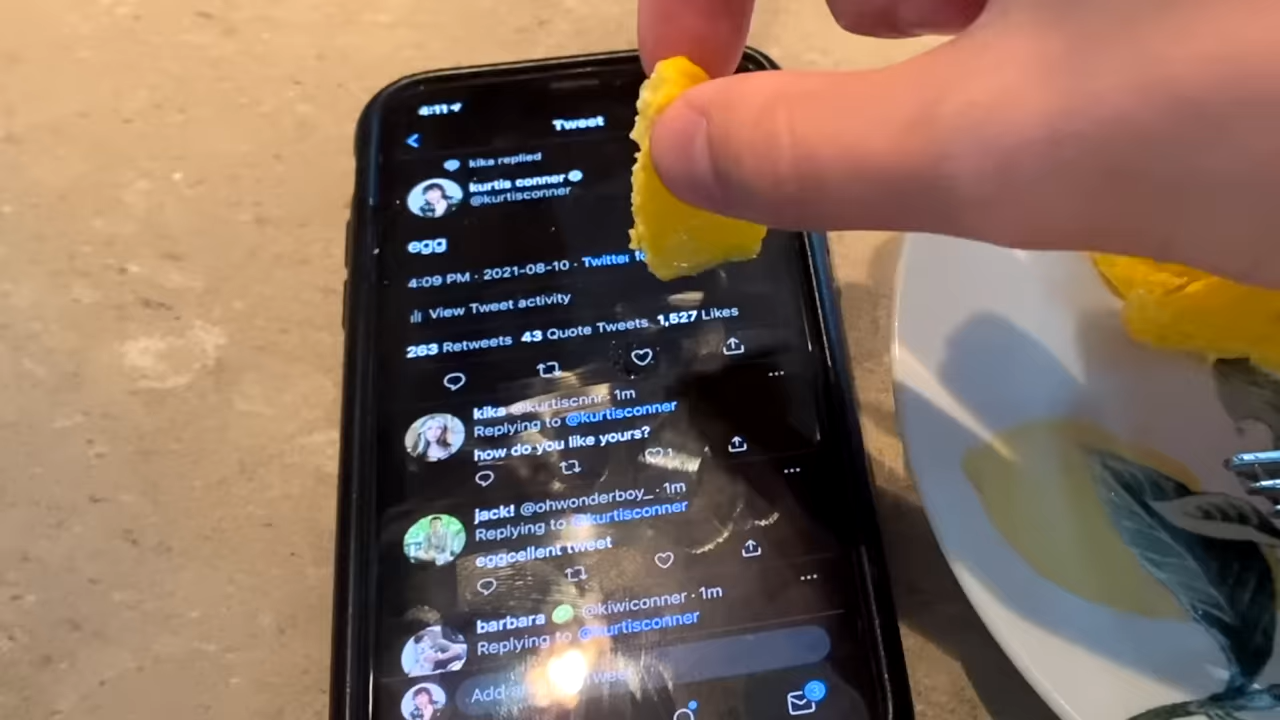 4:11
Tweet
kika replied
kurtis conner
@kurtisconner
egg
4:09 PM · 2021-08-10 · Twitter
View Tweet activity
263 Retweets 43 Quote Tweets 1,527 Likes
kika @kurtiscnnr · 1m
Replying to @kurtisconner
how do you like yours?
1
jack! @ohwonderboy_ · 1m
Replying to @kurtisconner
eggcellent tweet
barbara @kiwiconner · 1m
Replying to @kurtisconner
Add
3